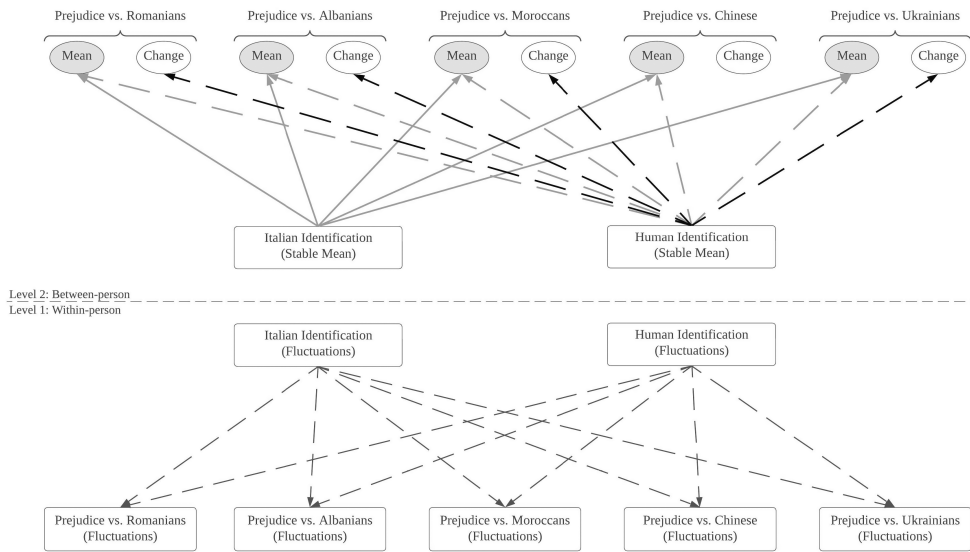 Prejudice vs. Romanians
Prejudice vs. Albanians
Prejudice vs. Moroccans
Prejudice vs. Chinese
Prejudice vs. Ukrainians
Mean
Change
Mean
Change
Mean
Change
Mean
Change
Mean
Change
Italian Identification
(Stable Mean)
Human Identification
(Stable Mean)
Level 2: Between-person
Level 1: Within-person
Italian Identification
(Fluctuations)
Human Identification
(Fluctuations)
Prejudice vs. Romanians
(Fluctuations)
Prejudice vs. Albanians
(Fluctuations)
Prejudice vs. Moroccans
(Fluctuations)
Prejudice vs. Chinese
(Fluctuations)
Prejudice vs. Ukrainians
(Fluctuations)